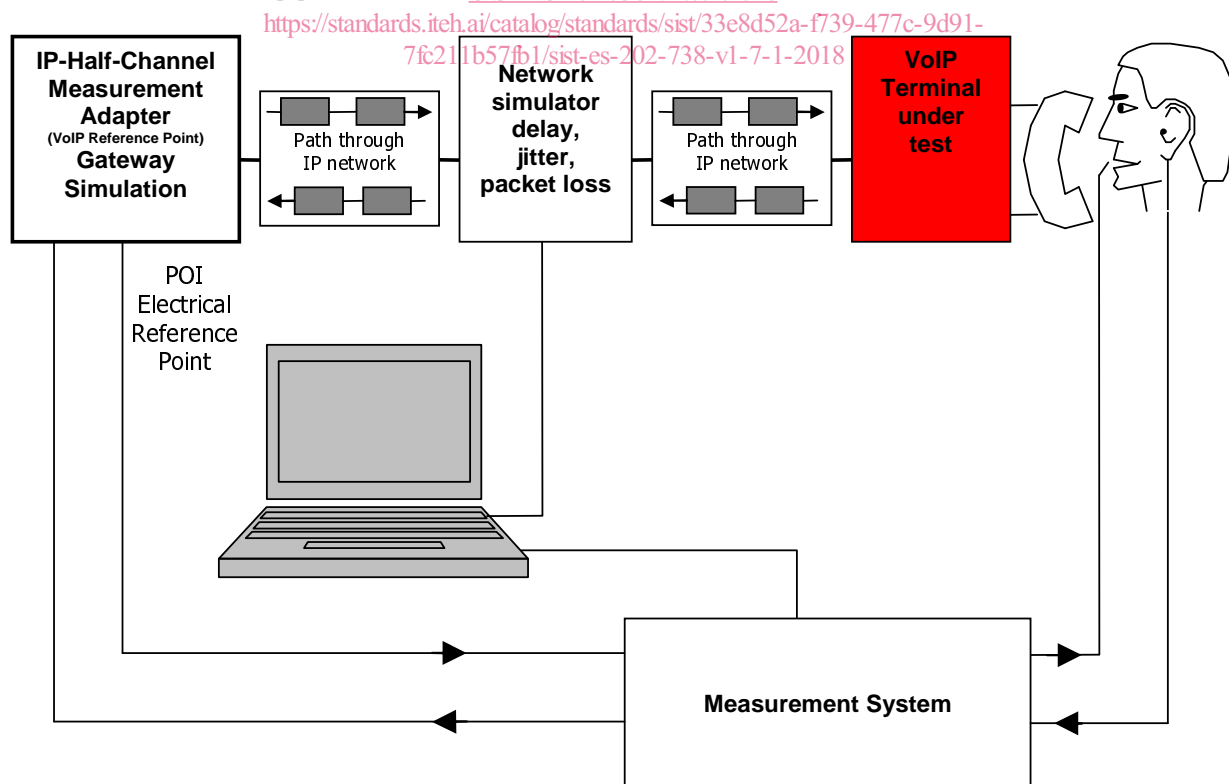 https://standards.iteh.ai/catalog/standards/sist/33e8d52a-f739-477c-9d91-
7fc211b57fb1/sist-es-202-738-v1-7-1-2018
IP-Half-Channel
Measurement
Adapter
(VoIP Reference Point)
Gateway
Simulation
Path through
IP network
Network
simulator
delay,
jitter,
packet loss
Path through
IP network
VoIP
Terminal
under
test
POI
Electrical
Reference
Point
Measurement System